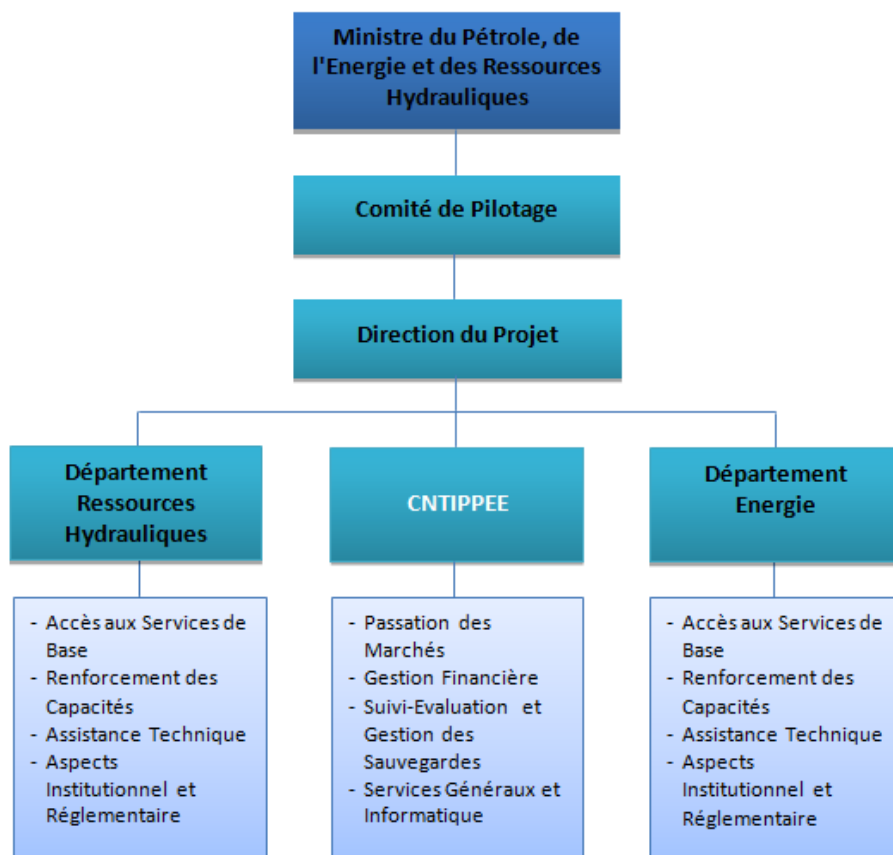 Ministre du Pétrole, de
l'Energie et des Ressources
Hydrauliques
Comité de Pilotage
Direction du Projet
Département
Ressources
Hydrauliques
CNTIPPEE
Département
Energie
- Accès aux Services de
Base
- Renforcement des
Capacités
- Assistance Technique
- Aspects
Institutionnel et
Réglementaire
- Passation des
Marchés
- Gestion Financière
- Suivi-Evaluation et
Gestion des
Sauvegardes
- Services Généraux et
Informatique
- Accès aux Services de
Base
- Renforcement des
Capacités
- Assistance Technique
- Aspects
Institutionnel et
Réglementaire